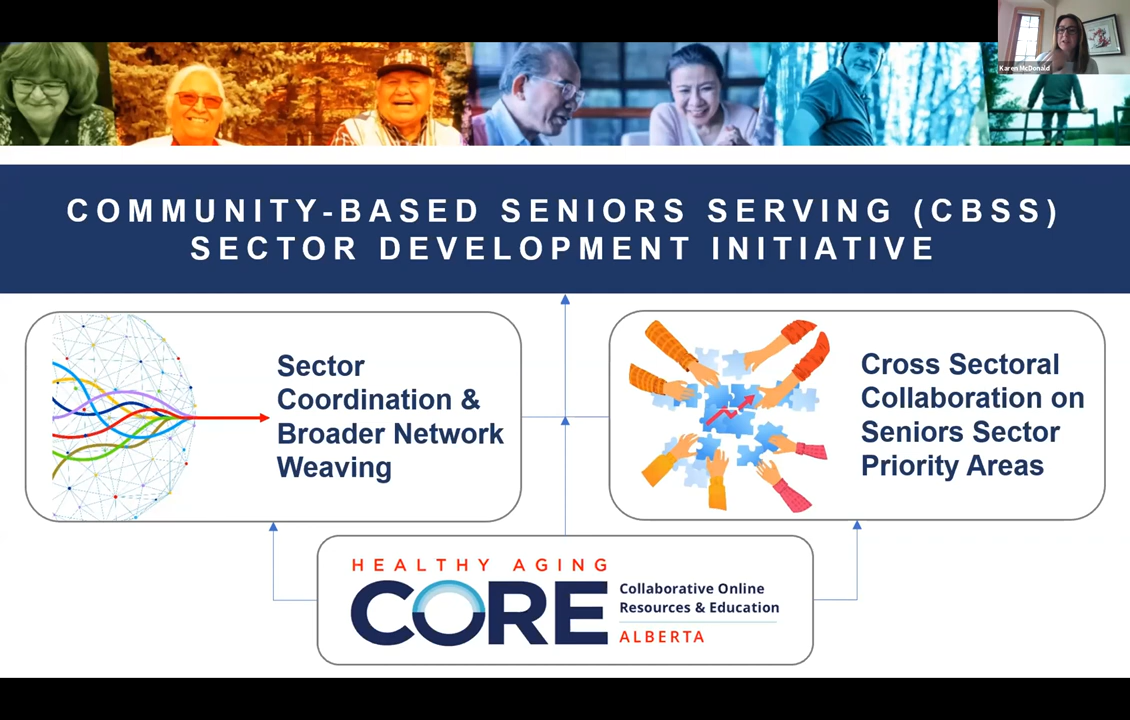 Karen McDonald
COMMUNITY-BASED SENIORS SERVING (CBSS)
SECTOR DEVELOPMENT INITIATIVE
Sector
Coordination &
Broader Network
Weaving
Cross Sectoral
Collaboration on
Seniors Sector
Priority Areas
HEALTHY AGING
CORE
Collaborative Online
Resources & Education
ALBERTA